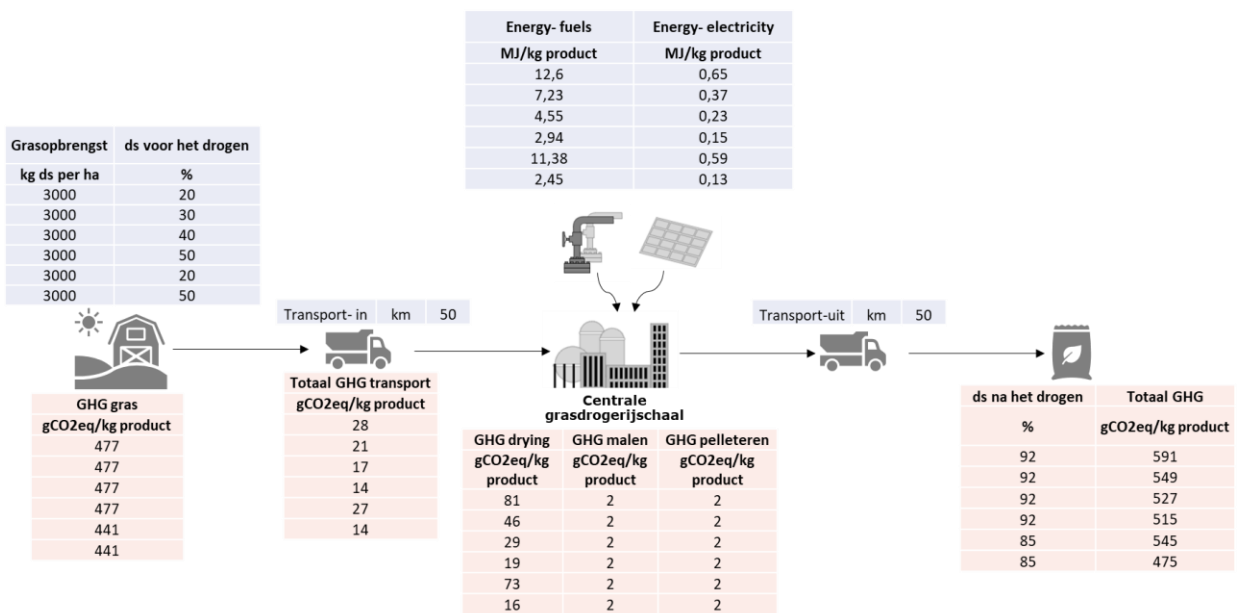 Energy- fuels Energy- electricity
MJ/kg product MJ/kg product
12,6 0,65
7,23 0,37
4,55 0,23
2,94 0,15
11,38 0,59
2,45 0,13
Grasopbrengst ds voor het drogen
kg ds per ha %
3000 20
3000 30
3000 40
3000 50
3000 20
3000 50
Transport- in km 50
Transport-uit km 50
GHG gras
gCO2eq/kg product
477
477
477
477
441
441
Totaal GHG transport
gCO2eq/kg product
28
21
17
14
27
14
Centrale
grasdrogerijschaal
GHG drying GHG malen GHG pelleteren
gCO2eq/kg gCO2eq/kg gCO2eq/kg
product product product
81 2 2
46 2 2
29 2 2
19 2 2
73 2 2
16 2 2
ds na het drogen Totaal GHG
% gCO2eq/kg product
92 591
92 549
92 527
92 515
85 545
85 475